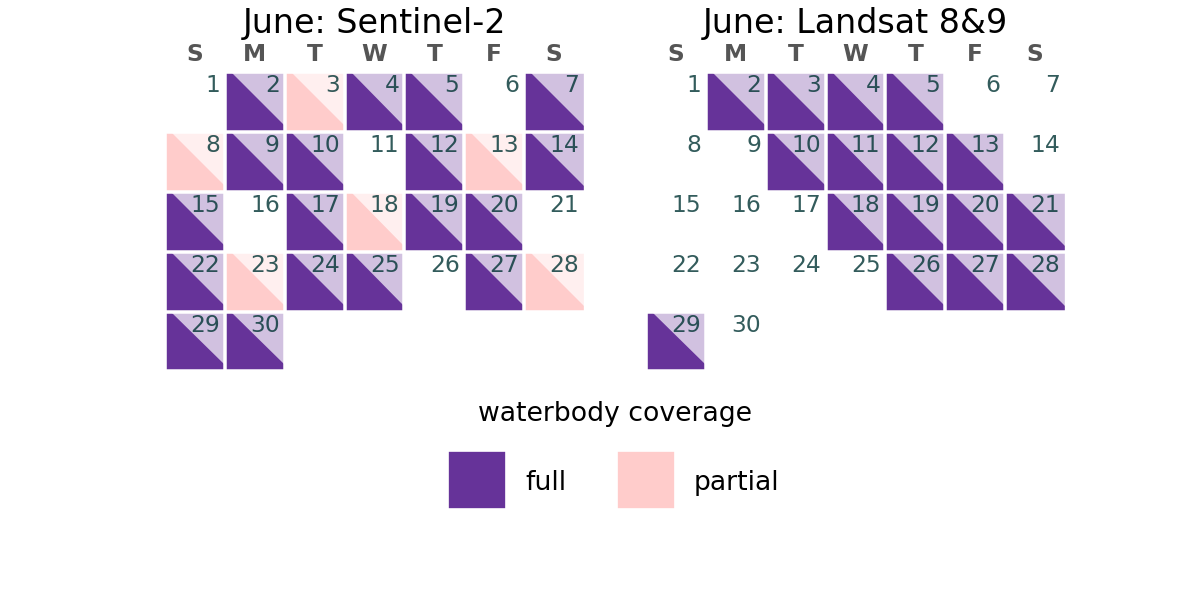 June: Sentinel-2
S M T W T F S
1 2 3 4 5 6 7
8 9 10 11 12 13 14
15 16 17 18 19 20 21
22 23 24 25 26 27 28
29 30
June: Landsat 8&9
S M T W T F S
1 2 3 4 5 6 7
8 9 10 11 12 13 14
15 16 17 18 19 20 21
22 23 24 25 26 27 28
29 30
waterbody coverage
full partial